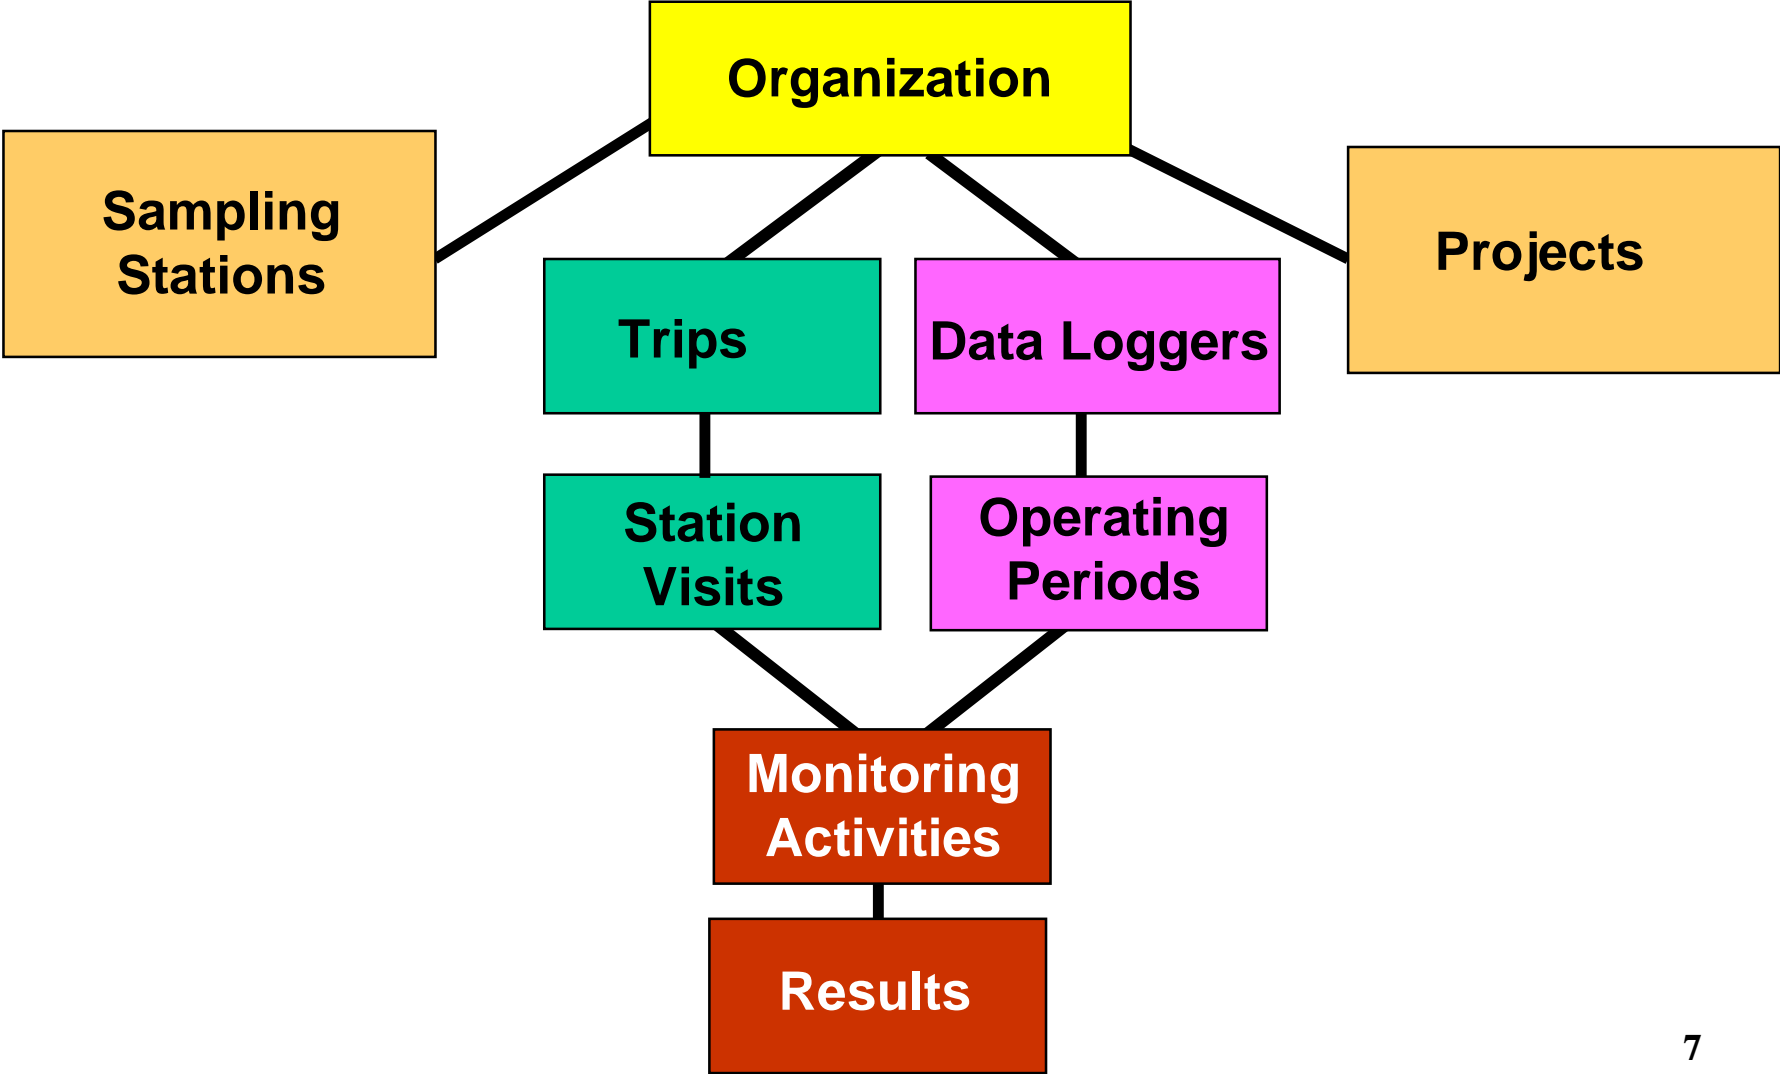 Organization
Sampling
Stations
Projects
Trips
Data Loggers
Station
Visits
Operating
Periods
Monitoring
Activities
Results
7